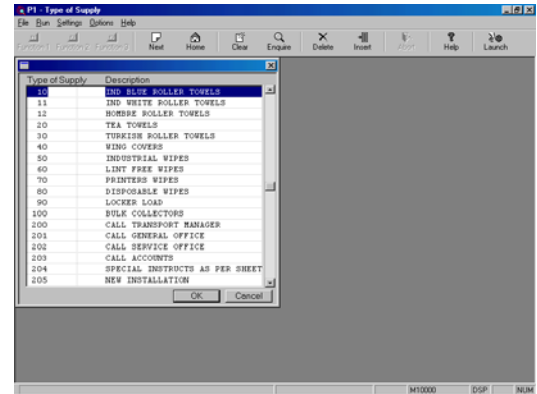 P1 - Type of Supply
File Run Settings Options Help
Function 1 Function 2 Function 3 Next Home Clear Enquire Delete Insert Abort Help Launch
Type of Supply Description
10 IND BLUE ROLLER TOWELS
11 IND WHITE ROLLER TOWELS
12 HOMBRE ROLLER TOWELS
20 TEA TOWELS
30 TURKISH ROLLER TOWELS
40 WING COVERS
50 INDUSTRIAL WIPES
60 LINT FREE WIPES
70 PRINTERS WIPES
80 DISPOSABLE WIPES
90 LOCKER LOAD
100 BULK COLLECTORS
200 CALL TRANSPORT MANAGER
201 CALL GENERAL OFFICE
202 CALL SERVICE OFFICE
203 CALL ACCOUNTS
204 SPECIAL INSTRUCTS AS PER SHEET
205 NEW INSTALLATION
OK Cancel
M10000 DSP NUM